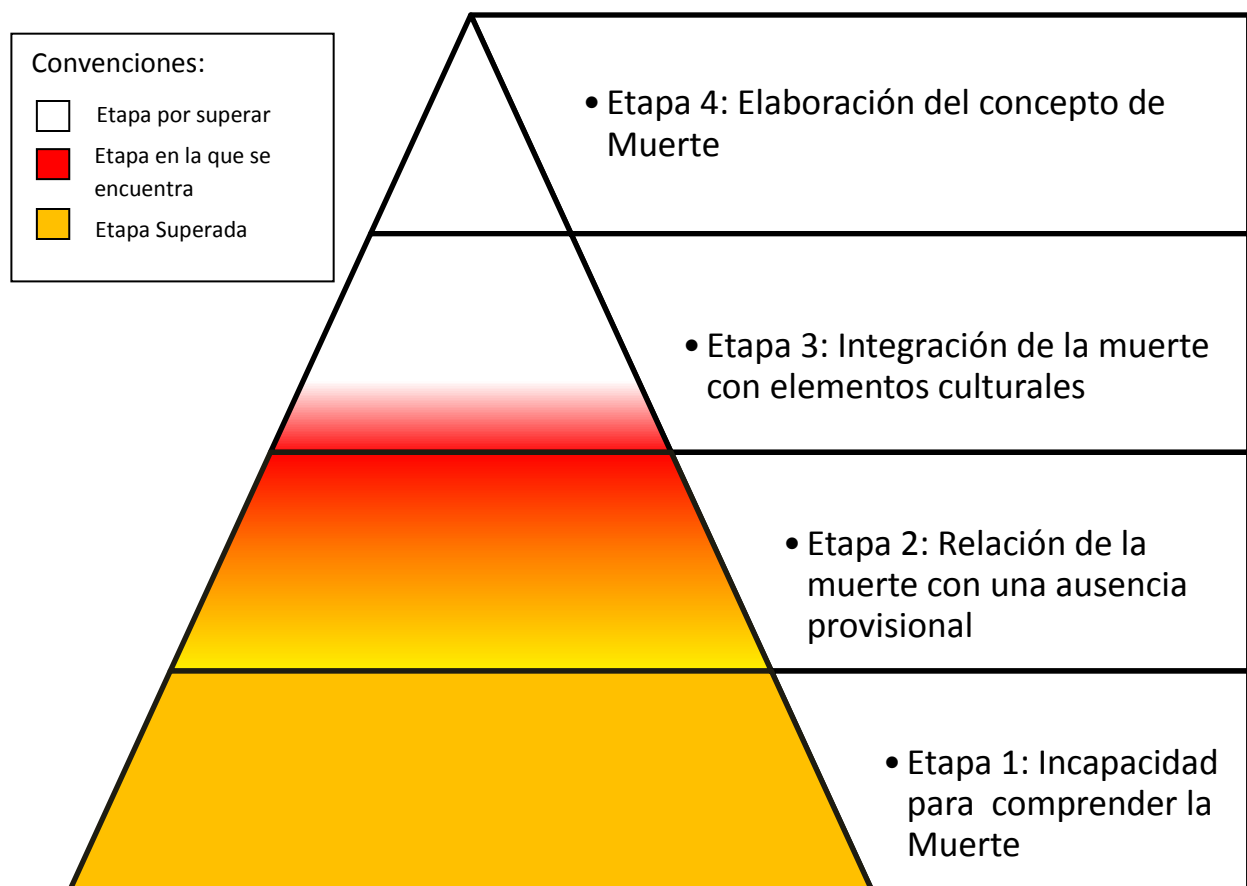 Convenciones:
Etapa por superar
Etapa en la que se
encuentra
Etapa Superada
• Etapa 4: Elaboración del concepto de
Muerte
• Etapa 3: Integración de la muerte
con elementos culturales
• Etapa 2: Relación de la
muerte con una ausencia
provisional
• Etapa 1: Incapacidad
para comprender la
Muerte